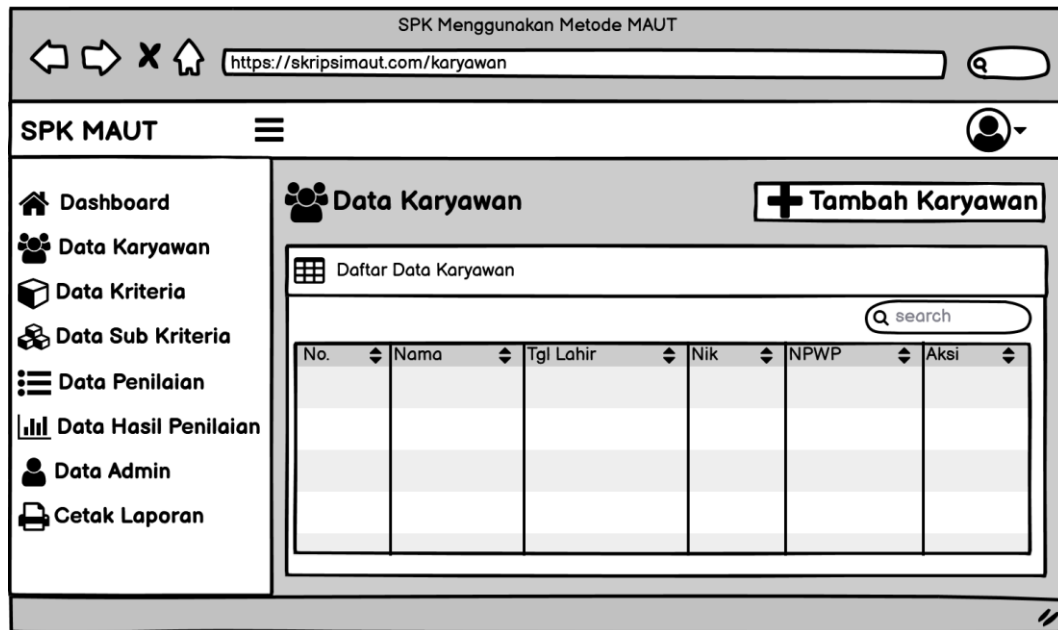 SPK Menggunakan Metode MAUT
https://skripsimaut.com/karyawan
SPK MAUT
Dashboard
Data Karyawan
Data Kriteria
Data Sub Kriteria
Data Penilaian
Data Hasil Penilaian
Data Admin
Cetak Laporan
Data Karyawan
Tambah Karyawan
Daftar Data Karyawan
search
No. Nama Tgl Lahir Nik NPWP Aksi